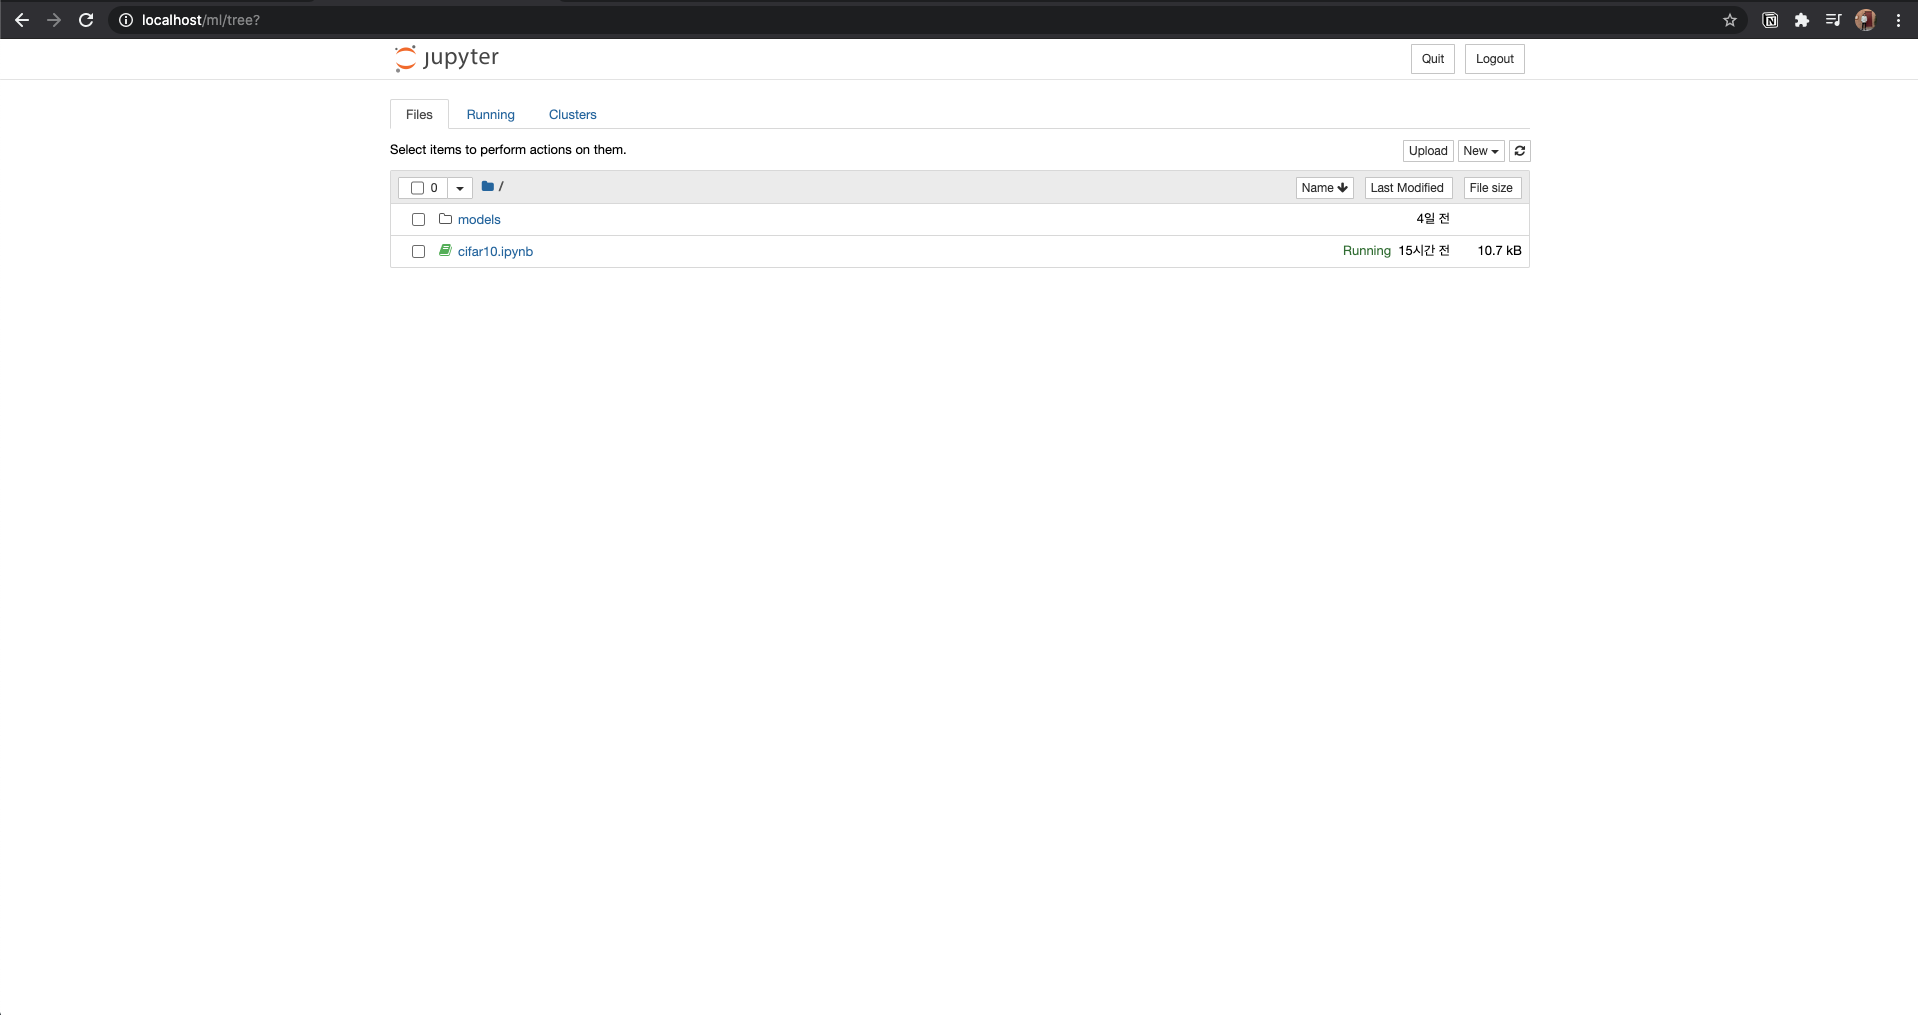 localhost/ml/tree?
jupyter
Quit Logout
Files Running Clusters
Select items to perform actions on them.
Upload New
0 / Name Last Modified File size
models 4일 전
cifar10.ipynb Running 15시간 전 10.7 kB